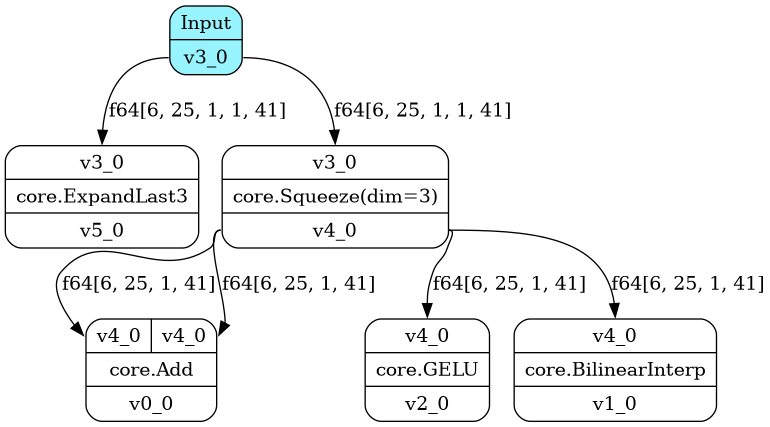 Input
v3_0
f64[6, 25, 1, 1, 41] f64[6, 25, 1, 1, 41]
v3_0 v3_0
core.ExpandLast3 core.Squeeze(dim=3)
v5_0 v4_0
f64[6, 25, 1, 41] f64[6, 25, 1, 41] f64[6, 25, 1, 41] f64[6, 25, 1, 41]
v4_0 v4_0 v4_0 v4_0
core.Add core.GELU core.BilinearInterp
v0_0 v2_0 v1_0